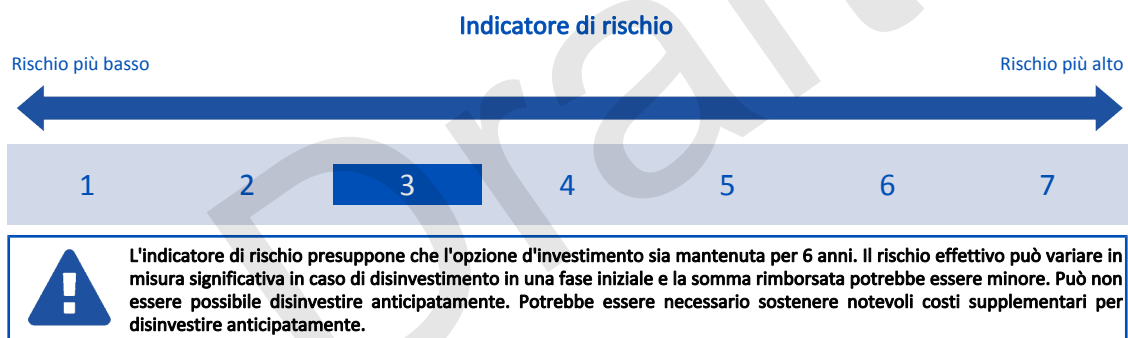 Indicatore di rischio
Rischio più basso
Rischio più alto
1 2 3 4 5 6 7
L'indicatore di rischio presuppone che l'opzione d'investimento sia mantenuta per 6 anni. Il rischio effettivo può variare in
misura significativa in caso di disinvestimento in una fase iniziale e la somma rimborsata potrebbe essere minore. Può non
essere possibile disinvestire anticipatamente. Potrebbe essere necessario sostenere notevoli costi supplementari per
disinvestire anticipatamente.
Draft